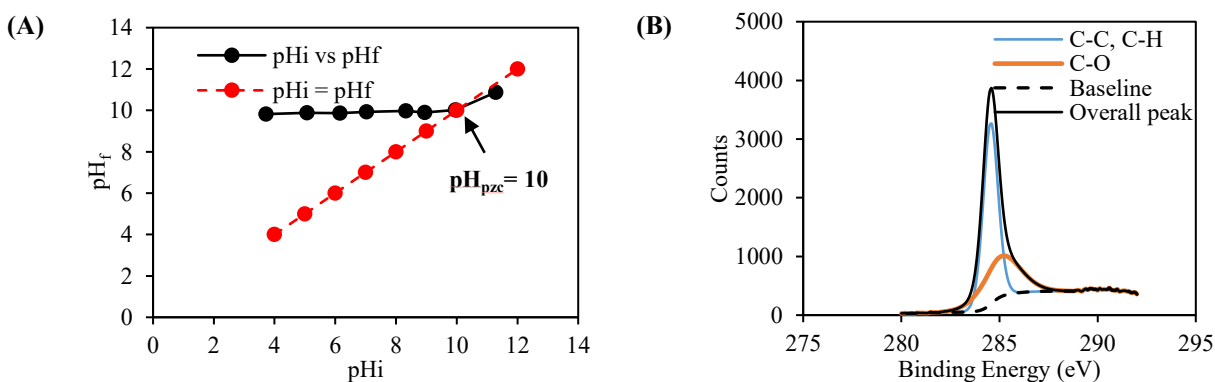 (A)
14
12
10
8
6
4
2
0
pHf
pHi vs pHf
pHi = pHf
pHpzc= 10
0 2 4 6 8 10 12 14
pHi
(B)
5000
4000
3000
2000
1000
0
Counts
C-C, C-H
C-O
Baseline
Overall peak
275 280 285 290 295
Binding Energy (eV)